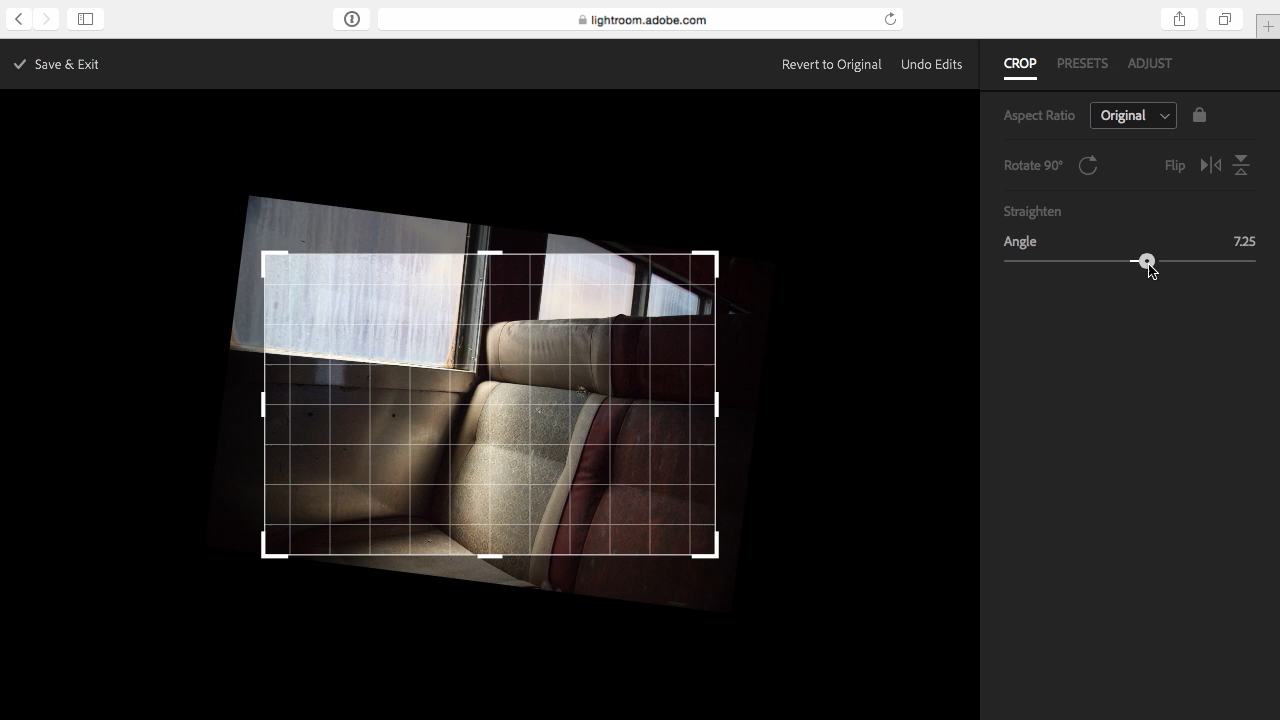 lightroom.adobe.com
Save & Exit
Revert to Original
Undo Edits
CROP
PRESETS
ADJUST
Aspect Ratio
Original
Rotate 90°
Flip
Straighten
Angle
7.25